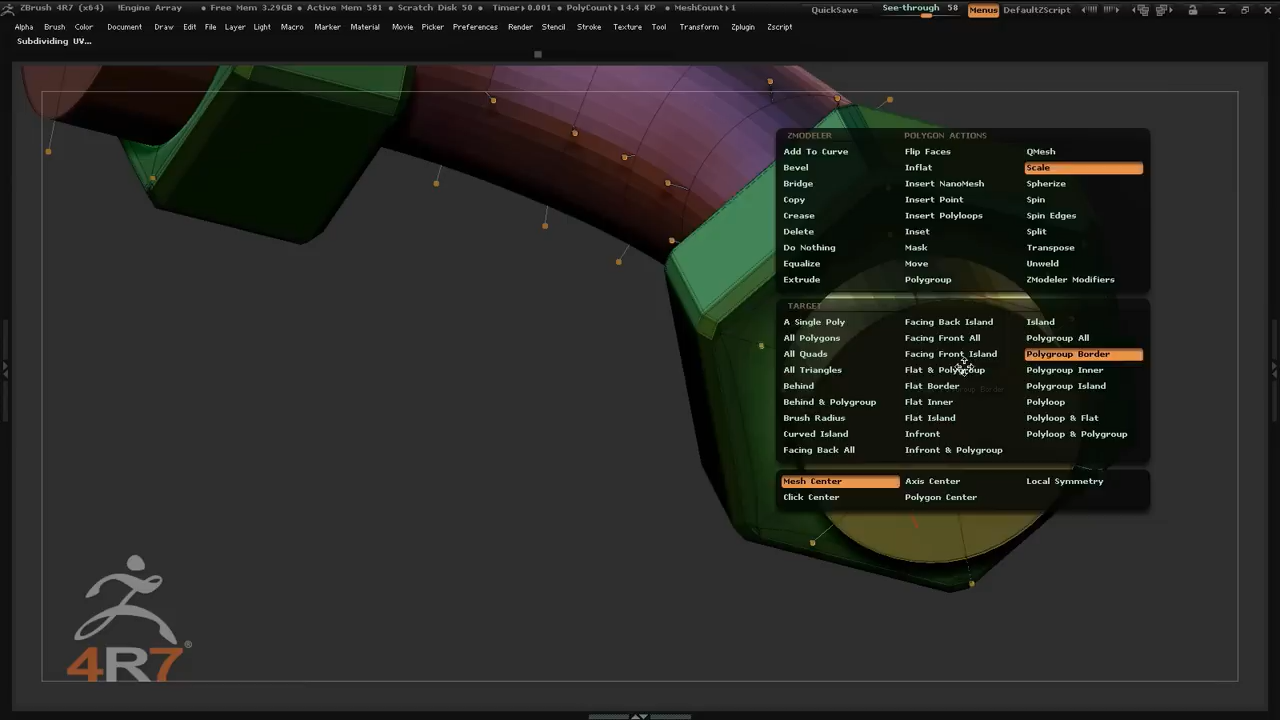 ZBrush 4R7 (x64) !Engine Array • Free Mem 3.29GB • Active Mem 581 • Scratch Disk 50 • Timer▸0.001 • PolyCount▸14.4 KP • MeshCount▸1 QuickSave See-through 58 Menus DefaultZScript
Alpha Brush Color Document Draw Edit File Layer Light Macro Marker Material Movie Picker Preferences Render Stencil Stroke Texture Tool Transform Zplugin Zscript
Subdividing UV...
ZMODELER POLYGON ACTIONS
Add To Curve Flip Faces QMesh
Bevel Inflat Scale
Bridge Insert NanoMesh Spherize
Copy Insert Point Spin
Crease Insert Polyloops Spin Edges
Delete Inset Split
Do Nothing Mask Transpose
Equalize Move Unweld
Extrude Polygroup ZModeler Modifiers
TARGET
A Single Poly Facing Back Island Island
All Polygons Facing Front All Polygroup All
All Quads Facing Front Island Polygroup Border
All Triangles Flat & Polygroup Polygroup Inner
Behind Flat Border Polygroup Island
Behind & Polygroup Flat Inner Polyloop
Brush Radius Flat Island Polyloop & Flat
Curved Island Infront Polyloop & Polygroup
Facing Back All Infront & Polygroup
Mesh Center Axis Center Local Symmetry
Click Center Polygon Center
4R7®